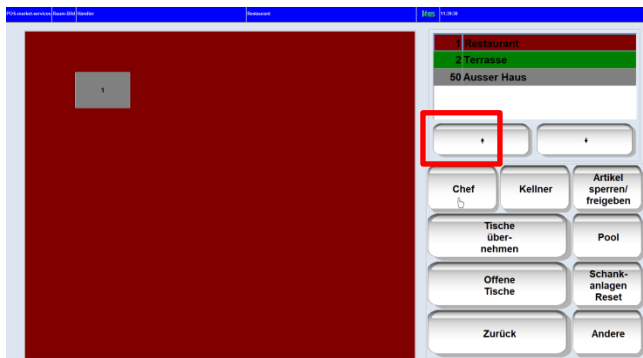 POS-market-services Raum-Bild Händler Restaurant 11:39:39
1 Restaurant
2 Terrasse
50 Ausser Haus
1
Chef
Kellner
Artikel
sperren/
freigeben
Tische
über-
nehmen
Pool
Offene
Tische
Schank-
anlagen
Reset
Zurück
Andere